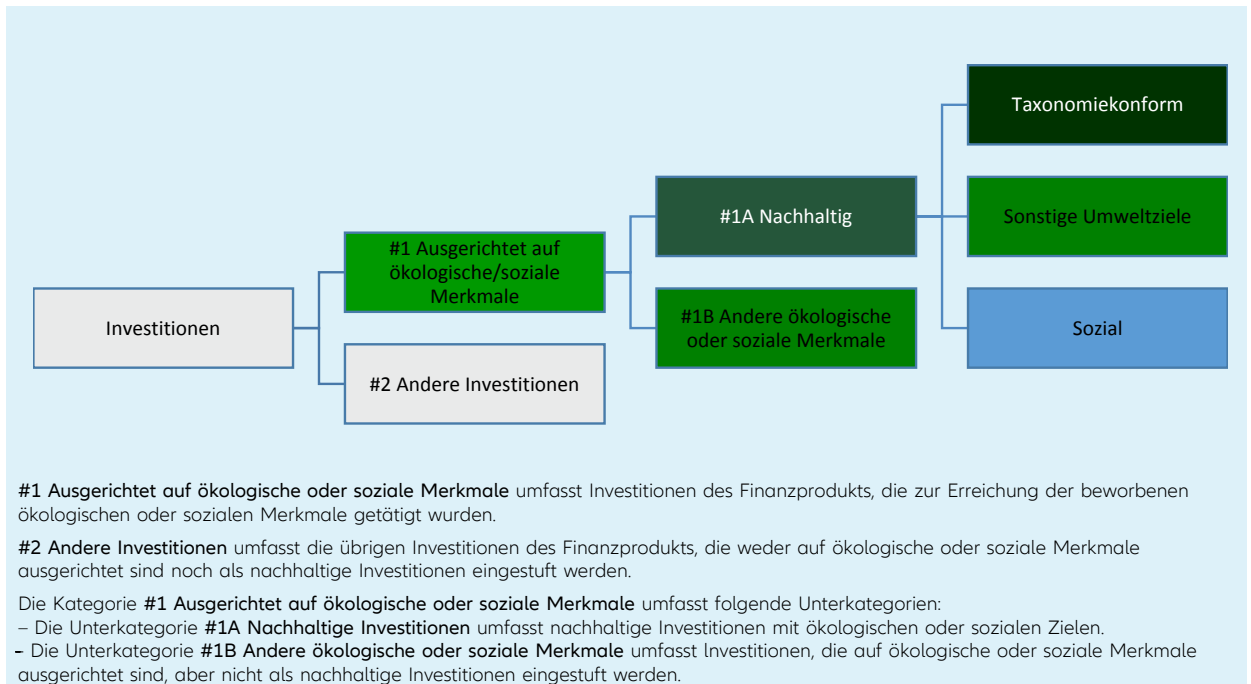 Taxonomiekonform
#1A Nachhaltig
Sonstige Umweltziele
#1 Ausgerichtet auf
ökologische/soziale
Merkmale
Investitionen
#1B Andere ökologische
oder soziale Merkmale
Sozial
#2 Andere Investitionen
#1 Ausgerichtet auf ökologische oder soziale Merkmale umfasst Investitionen des Finanzprodukts, die zur Erreichung der beworbenen
ökologischen oder sozialen Merkmale getätigt wurden.
#2 Andere Investitionen umfasst die übrigen Investitionen des Finanzprodukts, die weder auf ökologische oder soziale Merkmale
ausgerichtet sind noch als nachhaltige Investitionen eingestuft werden.
Die Kategorie #1 Ausgerichtet auf ökologische oder soziale Merkmale umfasst folgende Unterkategorien:
– Die Unterkategorie #1A Nachhaltige Investitionen umfasst nachhaltige Investitionen mit ökologischen oder sozialen Zielen.
- Die Unterkategorie #1B Andere ökologische oder soziale Merkmale umfasst Investitionen, die auf ökologische oder soziale Merkmale
ausgerichtet sind, aber nicht als nachhaltige Investitionen eingestuft werden.